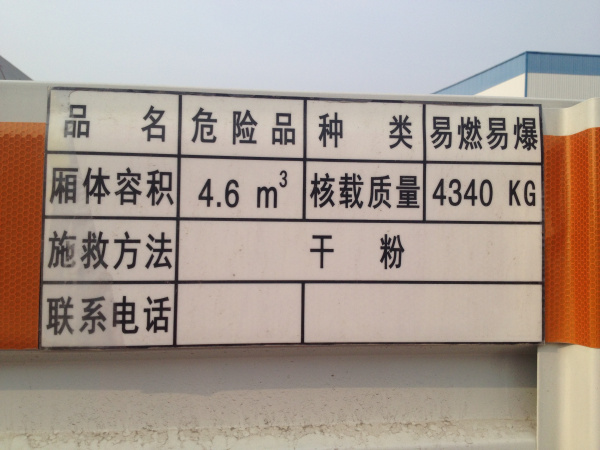 品 名 危险品 种 类 易燃易爆
厢体容积 4.6 m³ 核载质量 4340 KG
施救方法 干 粉
联系电话